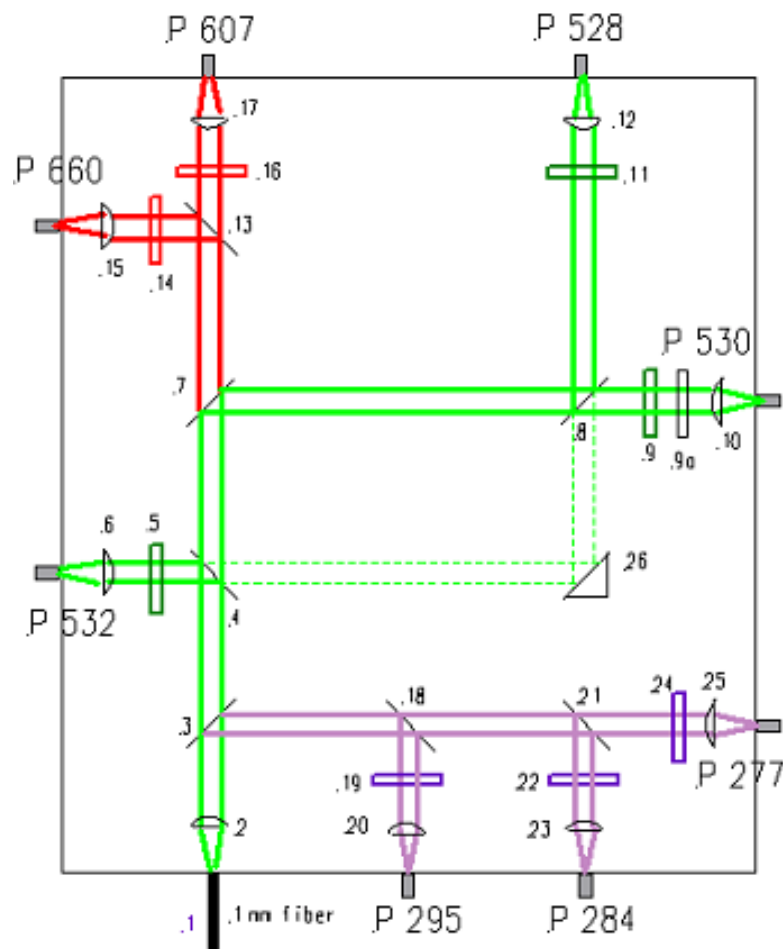 .P 607
.P 528
.17
.12
.P 660
.16
.11
.13
.15
.14
.P 530
.7
.8
.9
.9a
.10
.6
.5
.26
.P 532
.4
.3
.18
.21
.24
.25
.19
.22
.P 277
.2
.20
.23
.1
.1mm fiber
.P 295
.P 284